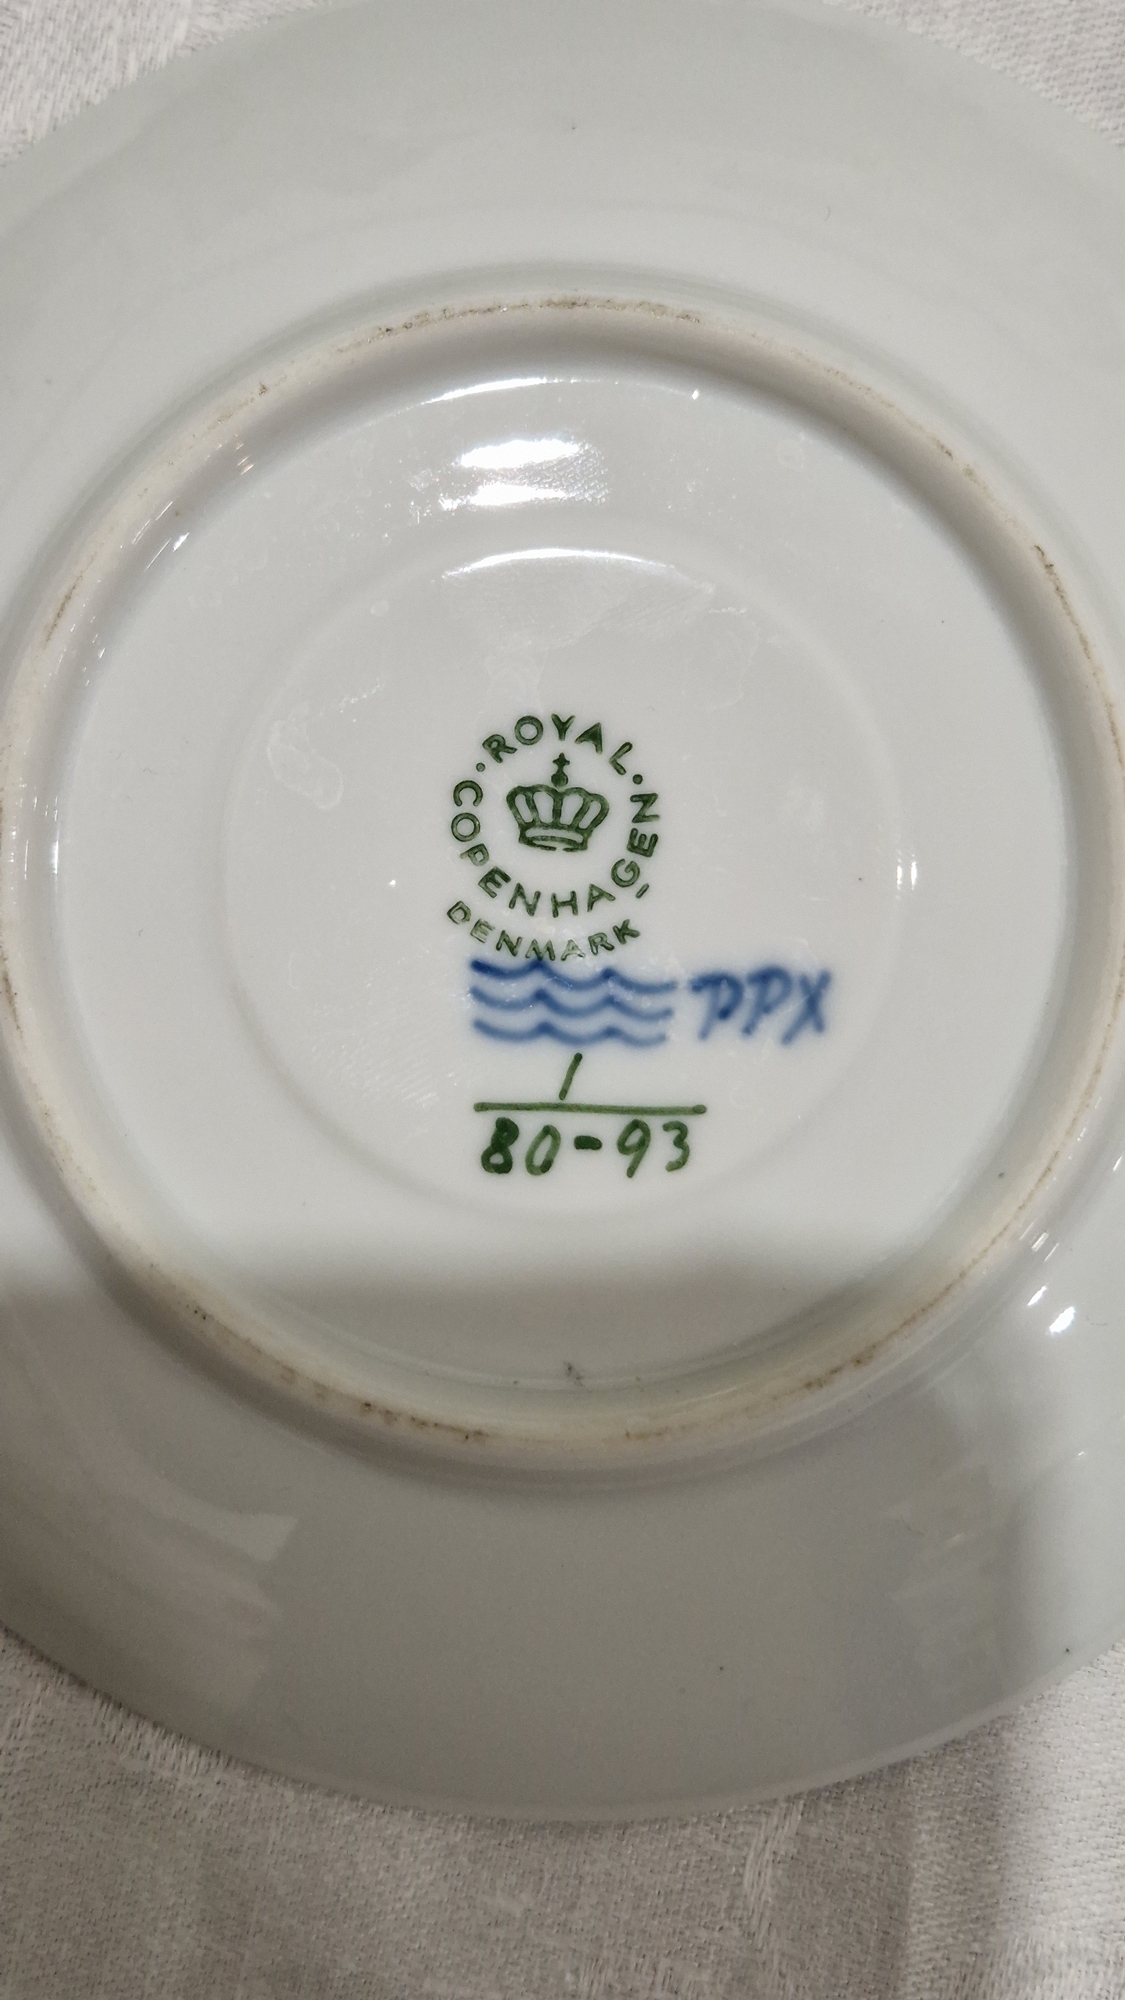 ROYAL
COPENHAGEN
DENMARK
PPX
1
80-93